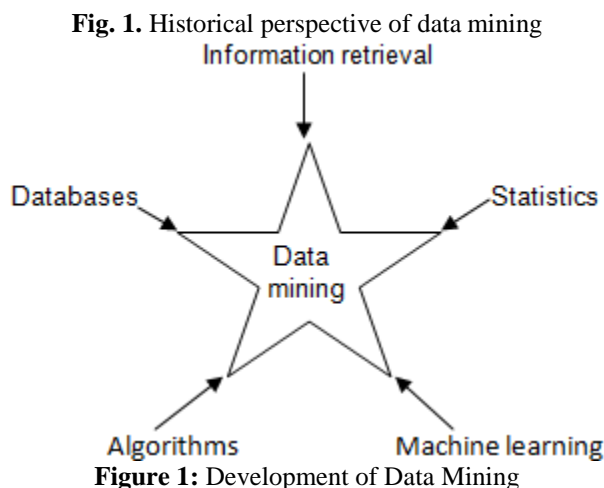 Fig. 1. Historical perspective of data mining
Information retrieval
Databases
Statistics
Data
mining
Algorithms
Machine learning
Figure 1: Development of Data Mining